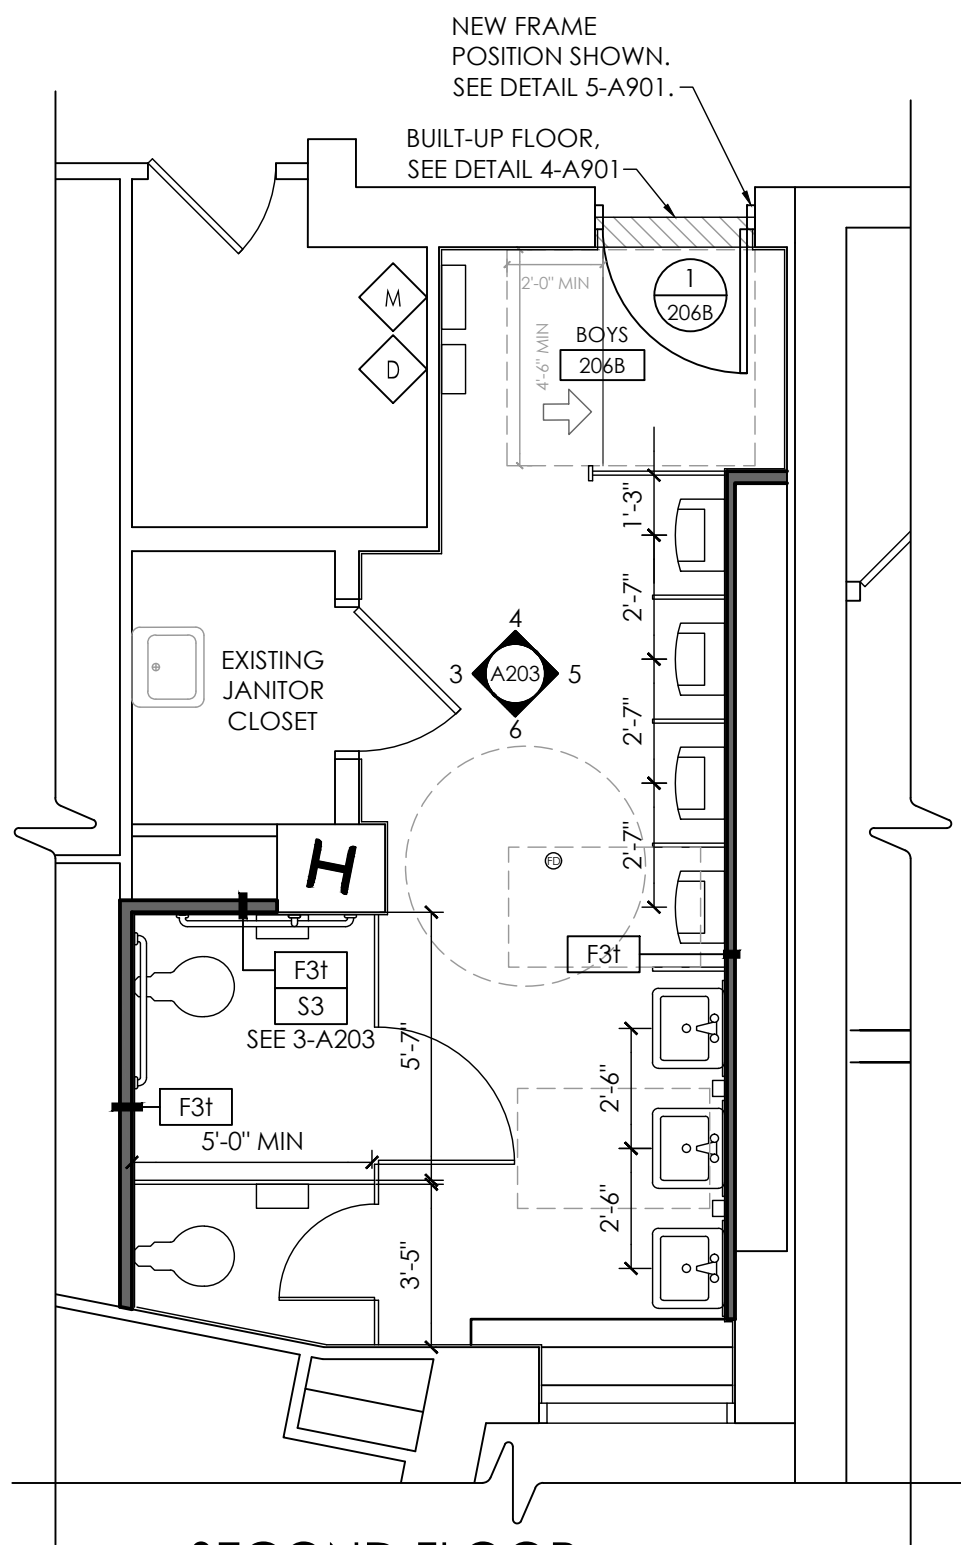 NEW FRAME
POSITION SHOWN.
SEE DETAIL 5-A901.
BUILT-UP FLOOR,
SEE DETAIL 4-A901
M
D
2'-0" MIN
4'-6" MIN
1
206B
BOYS
206B
1'-3"
2'-7"
2'-7"
2'-7"
4
3
A203
5
6
EXISTING
JANITOR
CLOSET
H
FD
F3t
F3t
S3
SEE 3-A203
5'-7"
F3t
5'-0" MIN
2'-6"
2'-6"
3'-5"
SECOND FLOOR